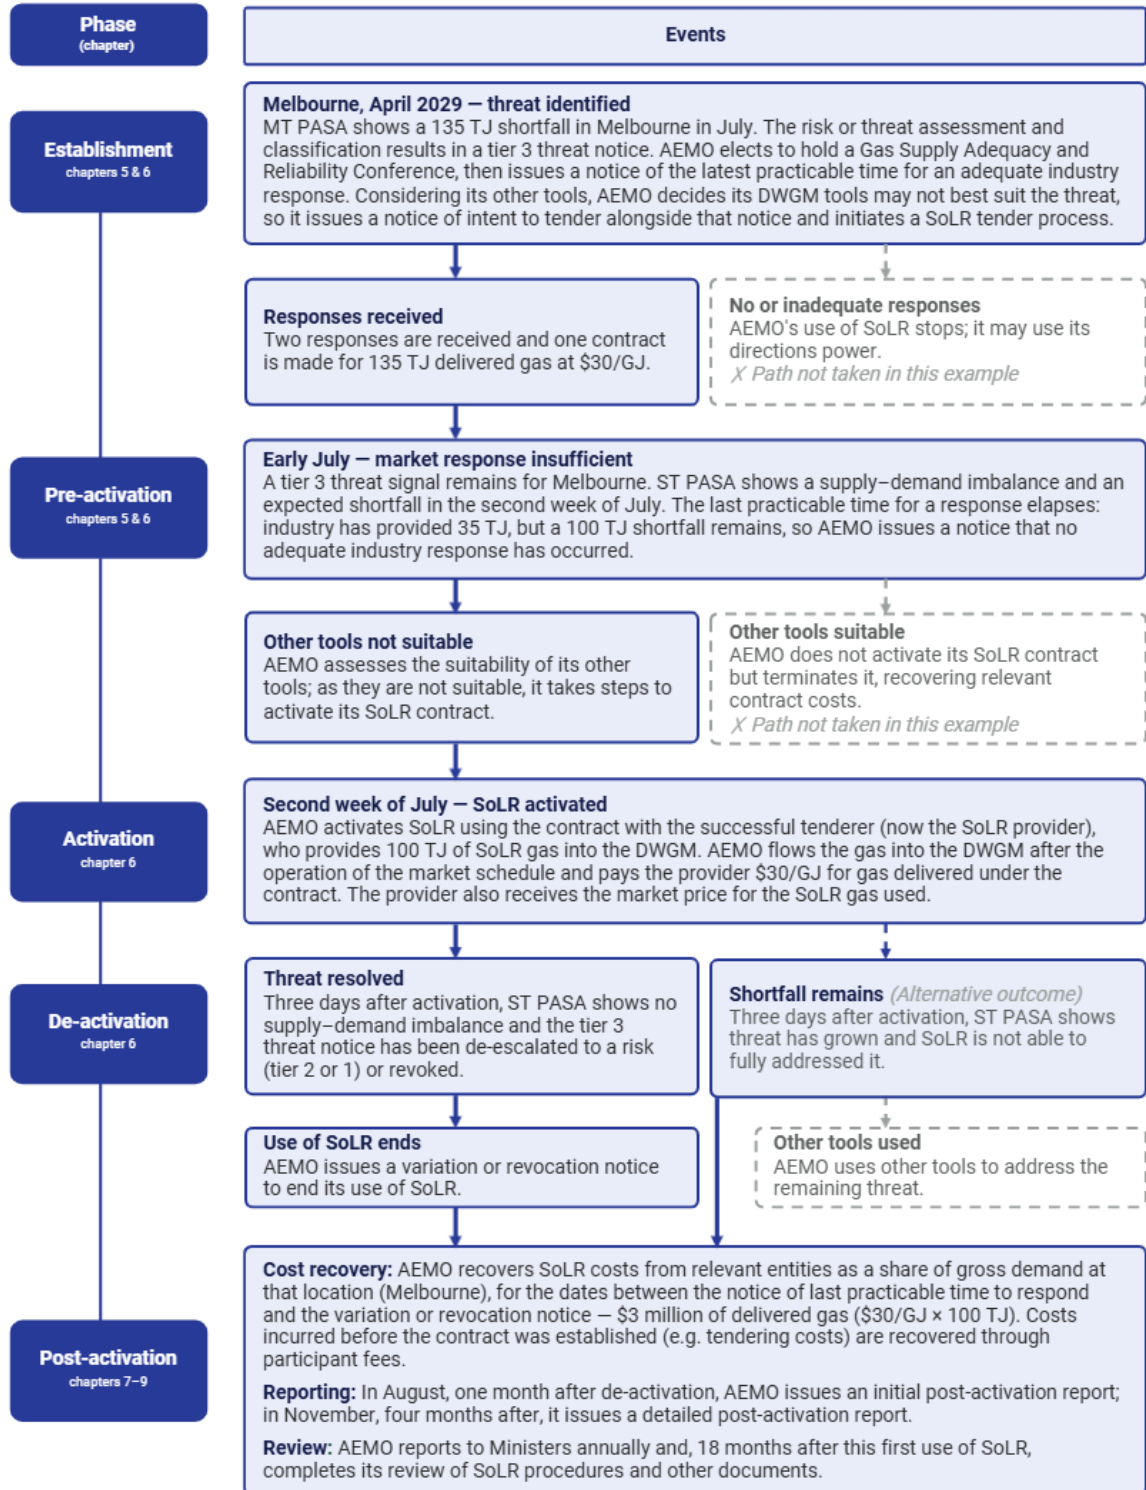 Phase
(chapter)
Events
Establishment
chapters 5 & 6
Melbourne, April 2029 — threat identified
MT PASA shows a 135 TJ shortfall in Melbourne in July. The risk or threat assessment and
classification results in a tier 3 threat notice. AEMO elects to hold a Gas Supply Adequacy and
Reliability Conference, then issues a notice of the latest practicable time for an adequate industry
response. Considering its other tools, AEMO decides its DWGM tools may not best suit the threat,
so it issues a notice of intent to tender alongside that notice and initiates a SoLR tender process.
Responses received
Two responses are received and one contract
is made for 135 TJ delivered gas at $30/GJ.
No or inadequate responses
AEMO's use of SoLR stops; it may use its
directions power.
✗ Path not taken in this example
Pre-activation
chapters 5 & 6
Early July — market response insufficient
A tier 3 threat signal remains for Melbourne. ST PASA shows a supply–demand imbalance and an
expected shortfall in the second week of July. The last practicable time for a response elapses:
industry has provided 35 TJ, but a 100 TJ shortfall remains, so AEMO issues a notice that no
adequate industry response has occurred.
Other tools not suitable
AEMO assesses the suitability of its other
tools; as they are not suitable, it takes steps to
activate its SoLR contract.
Other tools suitable
AEMO does not activate its SoLR contract
but terminates it, recovering relevant
contract costs.
✗ Path not taken in this example
Activation
chapter 6
Second week of July — SoLR activated
AEMO activates SoLR using the contract with the successful tenderer (now the SoLR provider),
who provides 100 TJ of SoLR gas into the DWGM. AEMO flows the gas into the DWGM after the
operation of the market schedule and pays the provider $30/GJ for gas delivered under the
contract. The provider also receives the market price for the SoLR gas used.
De-activation
chapter 6
Threat resolved
Three days after activation, ST PASA shows no
supply–demand imbalance and the tier 3
threat notice has been de-escalated to a risk
(tier 2 or 1) or revoked.
Shortfall remains (Alternative outcome)
Three days after activation, ST PASA shows
threat has grown and SoLR is not able to
fully addressed it.
Use of SoLR ends
AEMO issues a variation or revocation notice
to end its use of SoLR.
Other tools used
AEMO uses other tools to address the
remaining threat.
Post-activation
chapters 7–9
Cost recovery: AEMO recovers SoLR costs from relevant entities as a share of gross demand at
that location (Melbourne), for the dates between the notice of last practicable time to respond
and the variation or revocation notice — $3 million of delivered gas ($30/GJ × 100 TJ). Costs
incurred before the contract was established (e.g. tendering costs) are recovered through
participant fees.
Reporting: In August, one month after de-activation, AEMO issues an initial post-activation report;
in November, four months after, it issues a detailed post-activation report.
Review: AEMO reports to Ministers annually and, 18 months after this first use of SoLR,
completes its review of SoLR procedures and other documents.